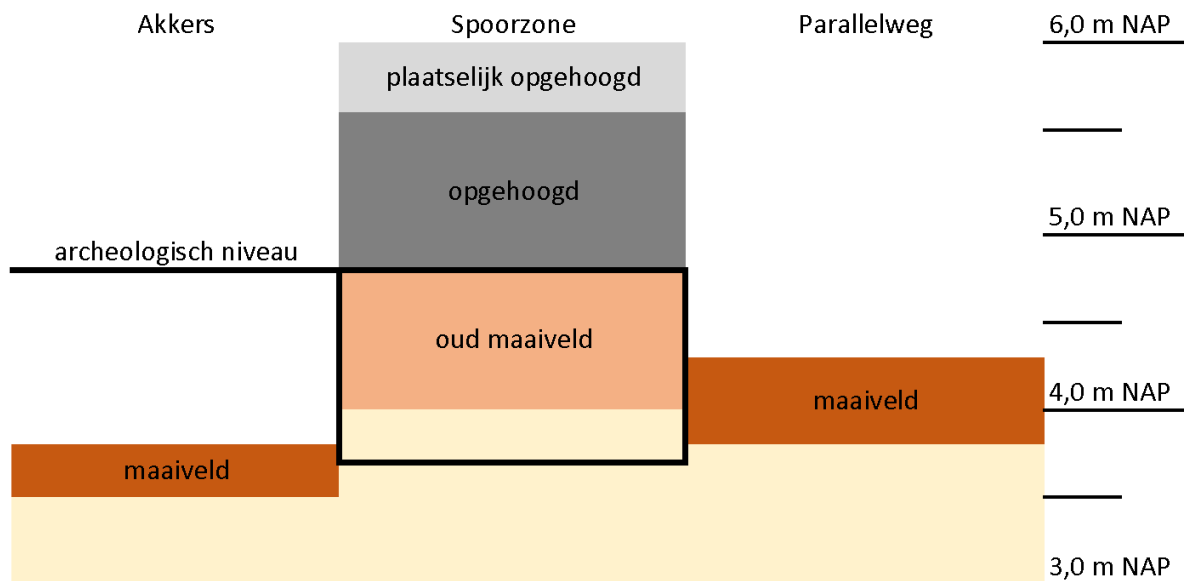 Akkers
Spoorzone
Parallelweg
6,0 m NAP
plaatselijk opgehoogd
opgehoogd
5,0 m NAP
archeologisch niveau
oud maaiveld
maaiveld
4,0 m NAP
maaiveld
3,0 m NAP